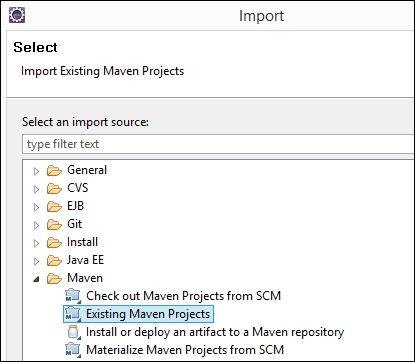 Import
Select
Import Existing Maven Projects
Select an import source:
type filter text
General
CVS
EJB
Git
Install
Java EE
Maven
Check out Maven Projects from SCM
Existing Maven Projects
Install or deploy an artifact to a Maven repository
Materialize Maven Projects from SCM